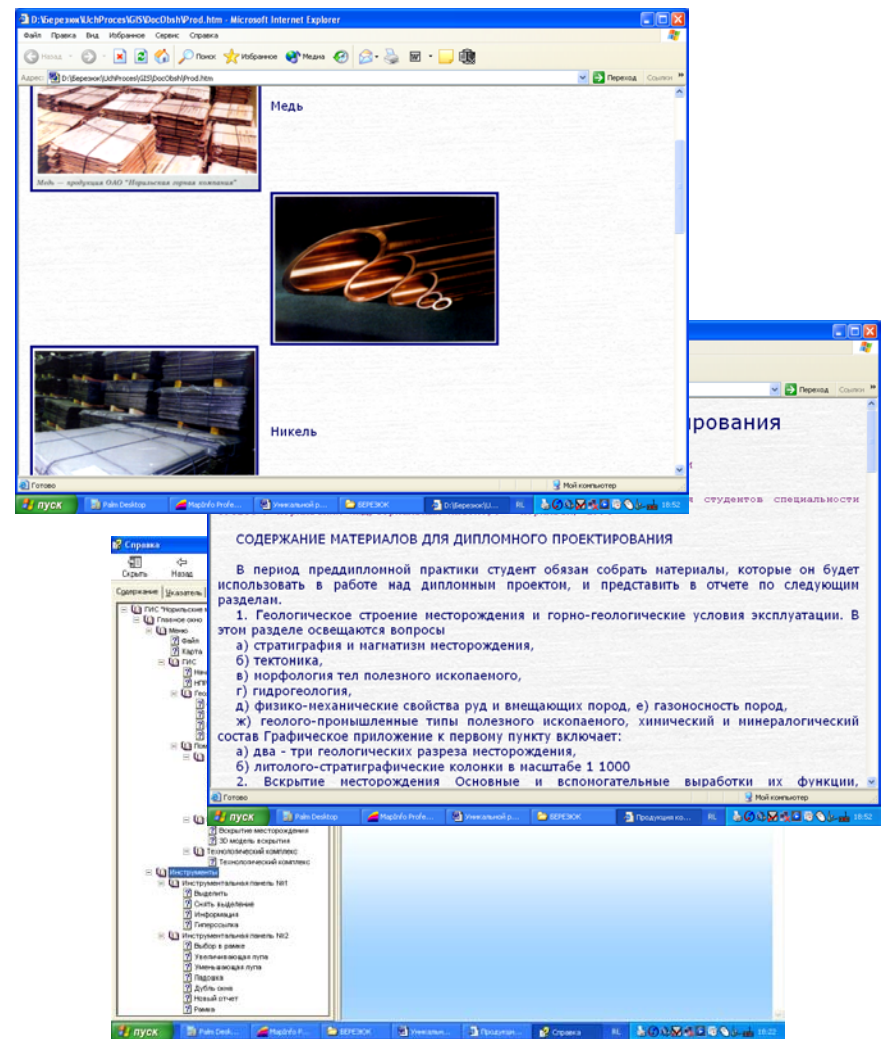 D:\Березюк\UchProces\GIS\DocObsh\Prod.htm - Microsoft Internet Explorer
Файл Правка Вид Избранное Сервис Справка
Назад Поиск Избранное Медиа
Адрес: D:\Березюк\UchProces\GIS\DocObsh\Prod.htm Переход Ссылки
Медь
Медь — продукция ОАО "Норильская горная компания"
Никель
Готово Мой компьютер
пуск Palm Desktop MapInfo Profe... Уникальной р... БЕРЕЗЮК D:\Березюк\U... RL 18:52
Переход Ссылки
рования
студентов специальности
СОДЕРЖАНИЕ МАТЕРИАЛОВ ДЛЯ ДИПЛОМНОГО ПРОЕКТИРОВАНИЯ
В период преддипломной практики студент обязан собрать материалы, которые он будет
использовать в работе над дипломным проектом, и представить в отчете по следующим
разделам.
1. Геологическое строение месторождения и горно-геологические условия эксплуатации. В
этом разделе освещаются вопросы
а) стратиграфия и магнатизм месторождения,
б) тектоника,
в) морфология тел полезного ископаемого,
г) гидрогеология,
д) физико-механические свойства руд и вмещающих пород, е) газоносность пород,
ж) геолого-промышленные типы полезного ископаемого, химический и минералогический
состав Графическое приложение к первому пункту включает:
а) два - три геологических разреза месторождения,
б) литолого-стратиграфические колонки в масштабе 1 1000
2. Вскрытие месторождения Основные и вспомогательные выработки их функции,
Готово Мой компьютер
пуск Palm Desktop MapInfo Profe... Уникальной р... БЕРЕЗЮК Продукция ко... RL 18:52
Справка
Скрыть Назад
Содержание Указатель
ГИС "Норильские
Главное окно
Меню
Файл
Карта
ГИС
НПР
Гео
Вскрытие месторождения
3D модель вскрытия
Технологический комплекс
Технологический комплекс
Инструменты
Инструментальная панель №1
Выделить
Снять выделение
Информация
Гиперссылка
Инструментальная панель №2
Выбор в рамке
Увеличивающая лупа
Уменьшающая лупа
Ладошка
Дубль окна
Новый отчет
Рамка
пуск Palm Desk... MapInfo P... БЕРЕЗЮК Уникальн... Продукци... Справка RL 18:22